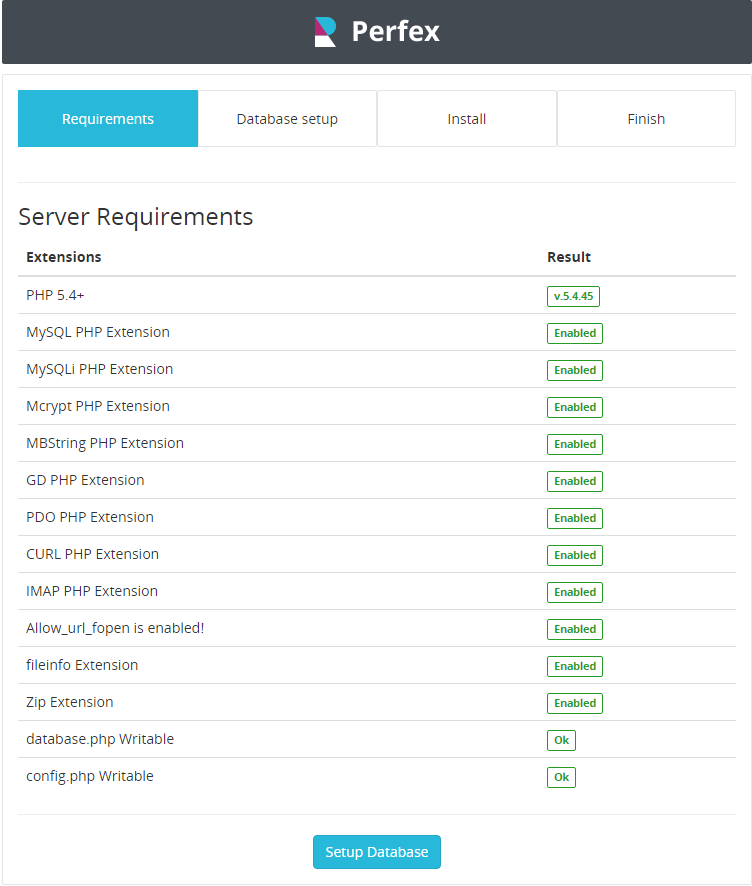 Perfex
Requirements Database setup Install Finish
Server Requirements
Extensions Result
PHP 5.4+ v.5.4.45
MySQL PHP Extension Enabled
MySQLi PHP Extension Enabled
Mcrypt PHP Extension Enabled
MBString PHP Extension Enabled
GD PHP Extension Enabled
PDO PHP Extension Enabled
CURL PHP Extension Enabled
IMAP PHP Extension Enabled
Allow_url_fopen is enabled! Enabled
fileinfo Extension Enabled
Zip Extension Enabled
database.php Writable Ok
config.php Writable Ok
Setup Database